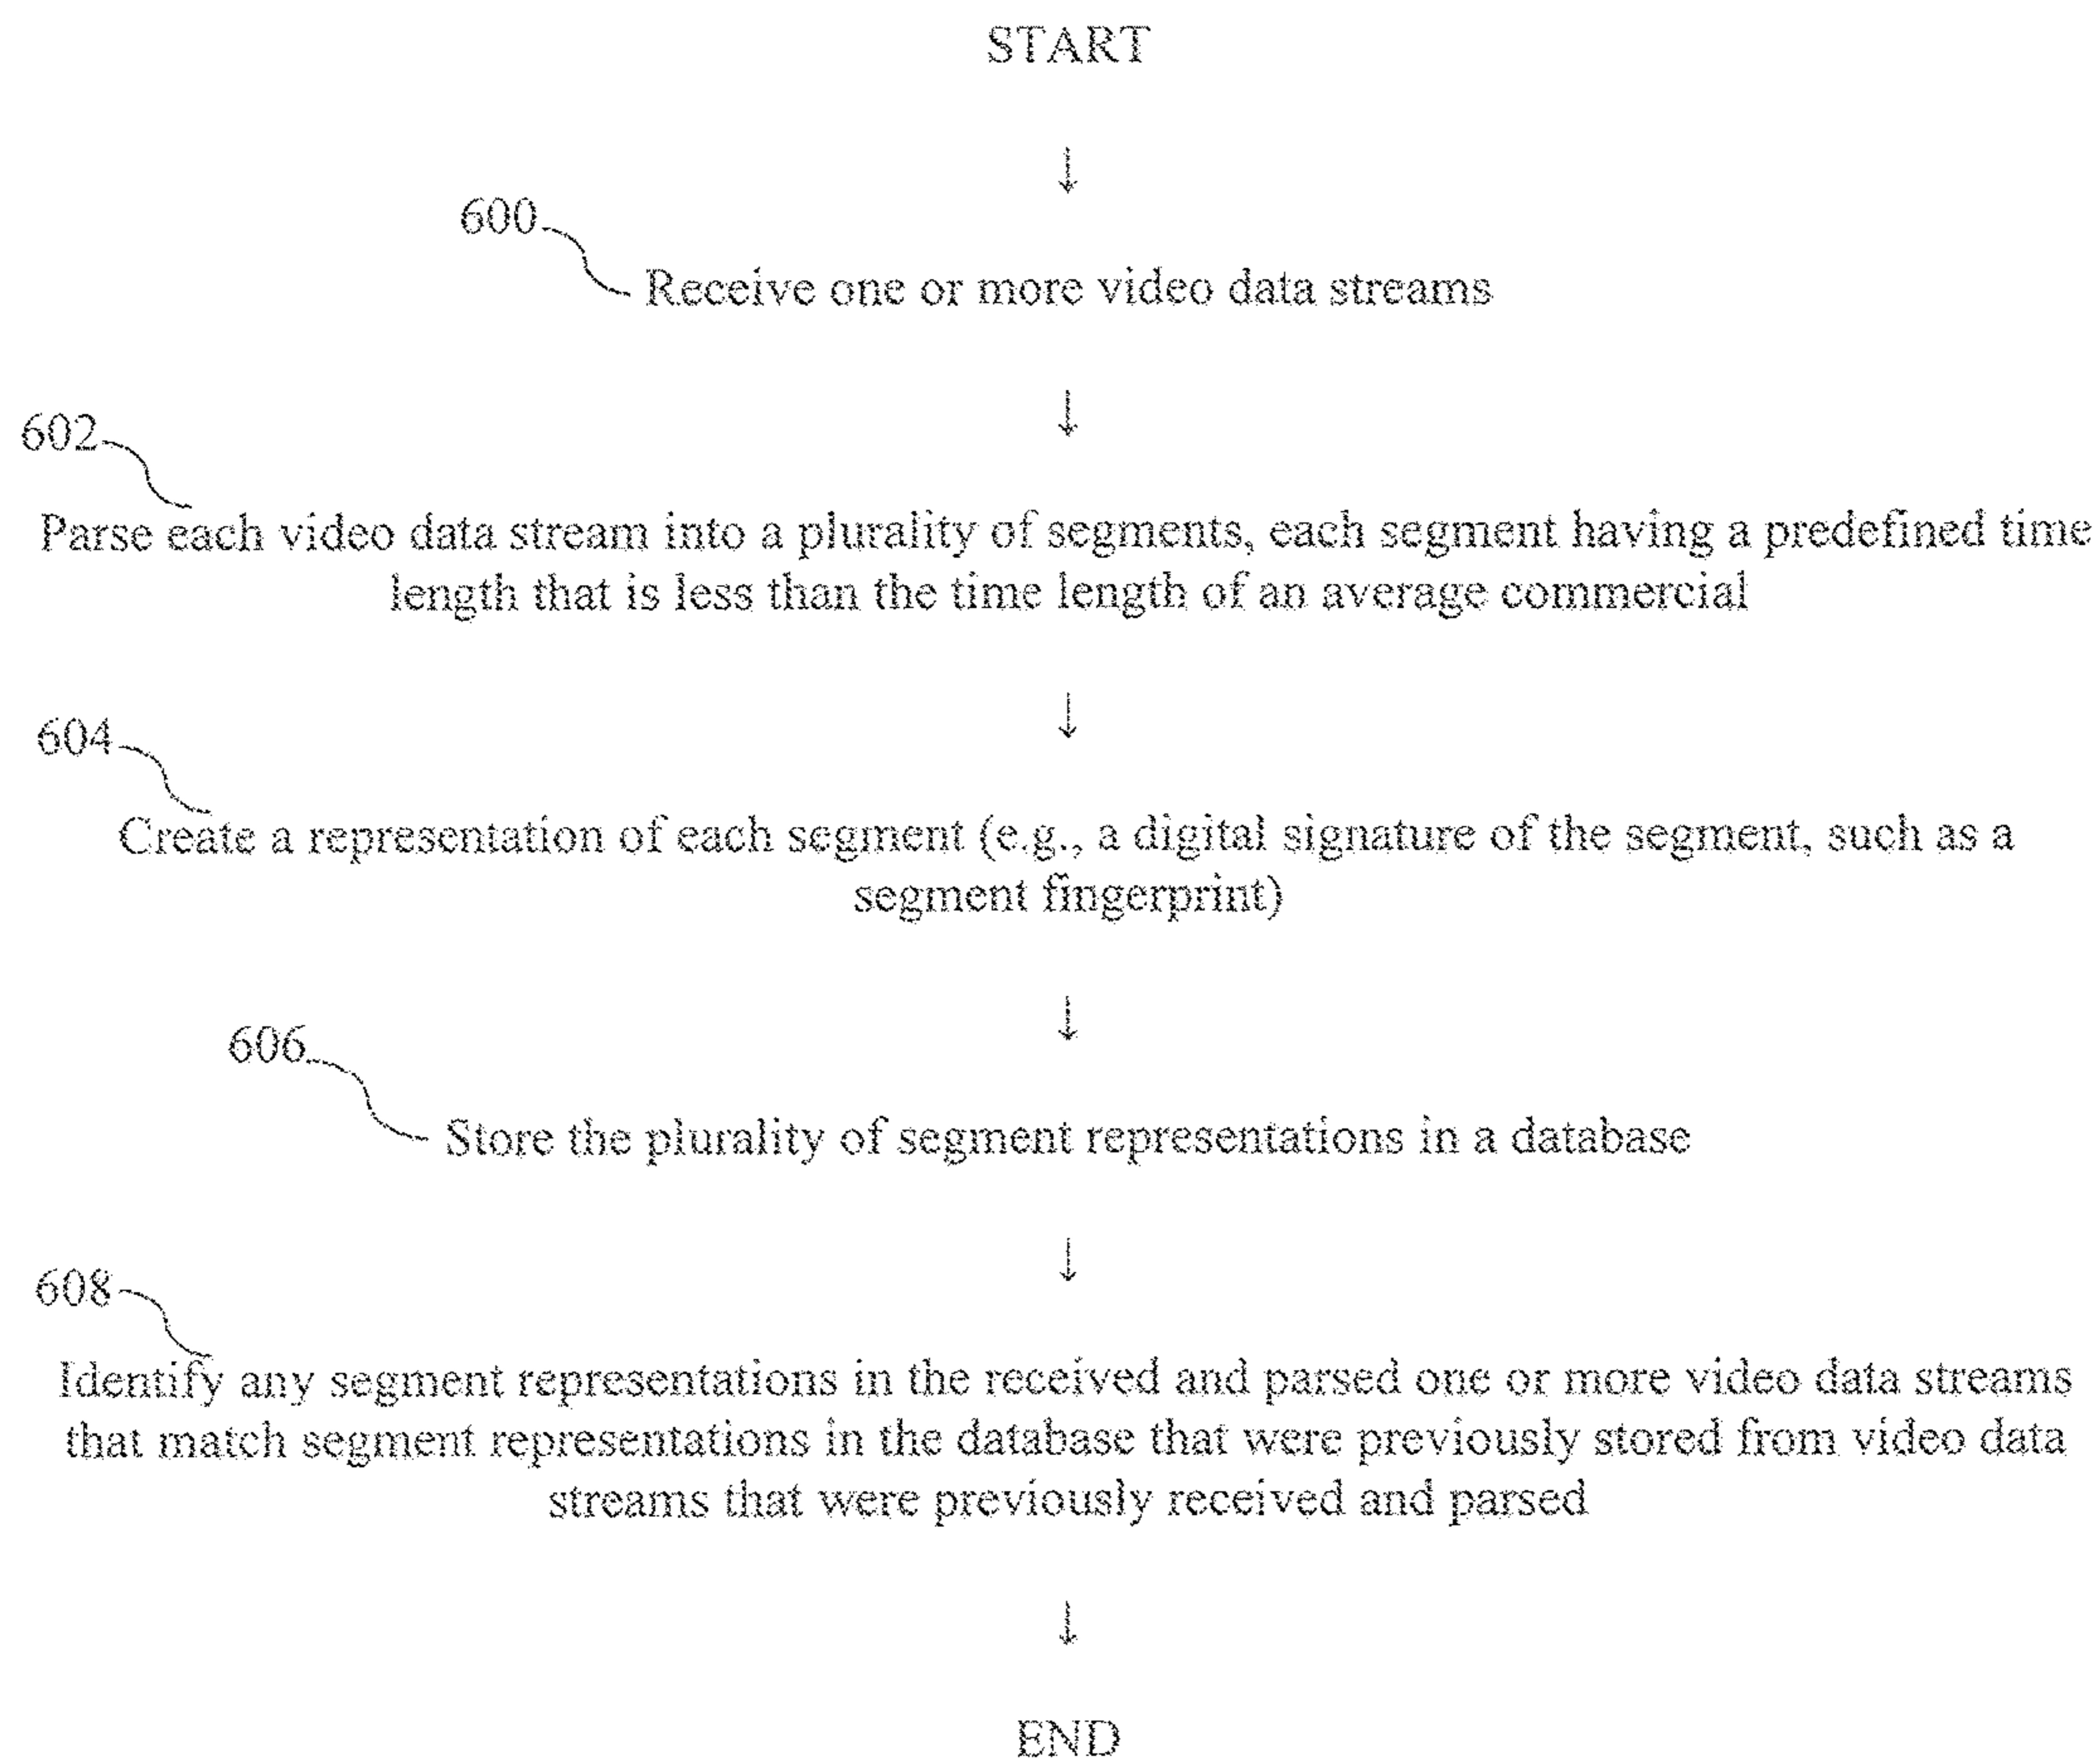 START
↓
600
Receive one or more video data streams
↓
602
Parse each video data stream into a plurality of segments, each segment having a predefined time
length that is less than the time length of an average commercial
↓
604
Create a representation of each segment (e.g., a digital signature of the segment, such as a
segment fingerprint)
↓
606
Store the plurality of segment representations in a database
↓
608
Identify any segment representations in the received and parsed one or more video data streams
that match segment representations in the database that were previously stored from video data
streams that were previously received and parsed
↓
END